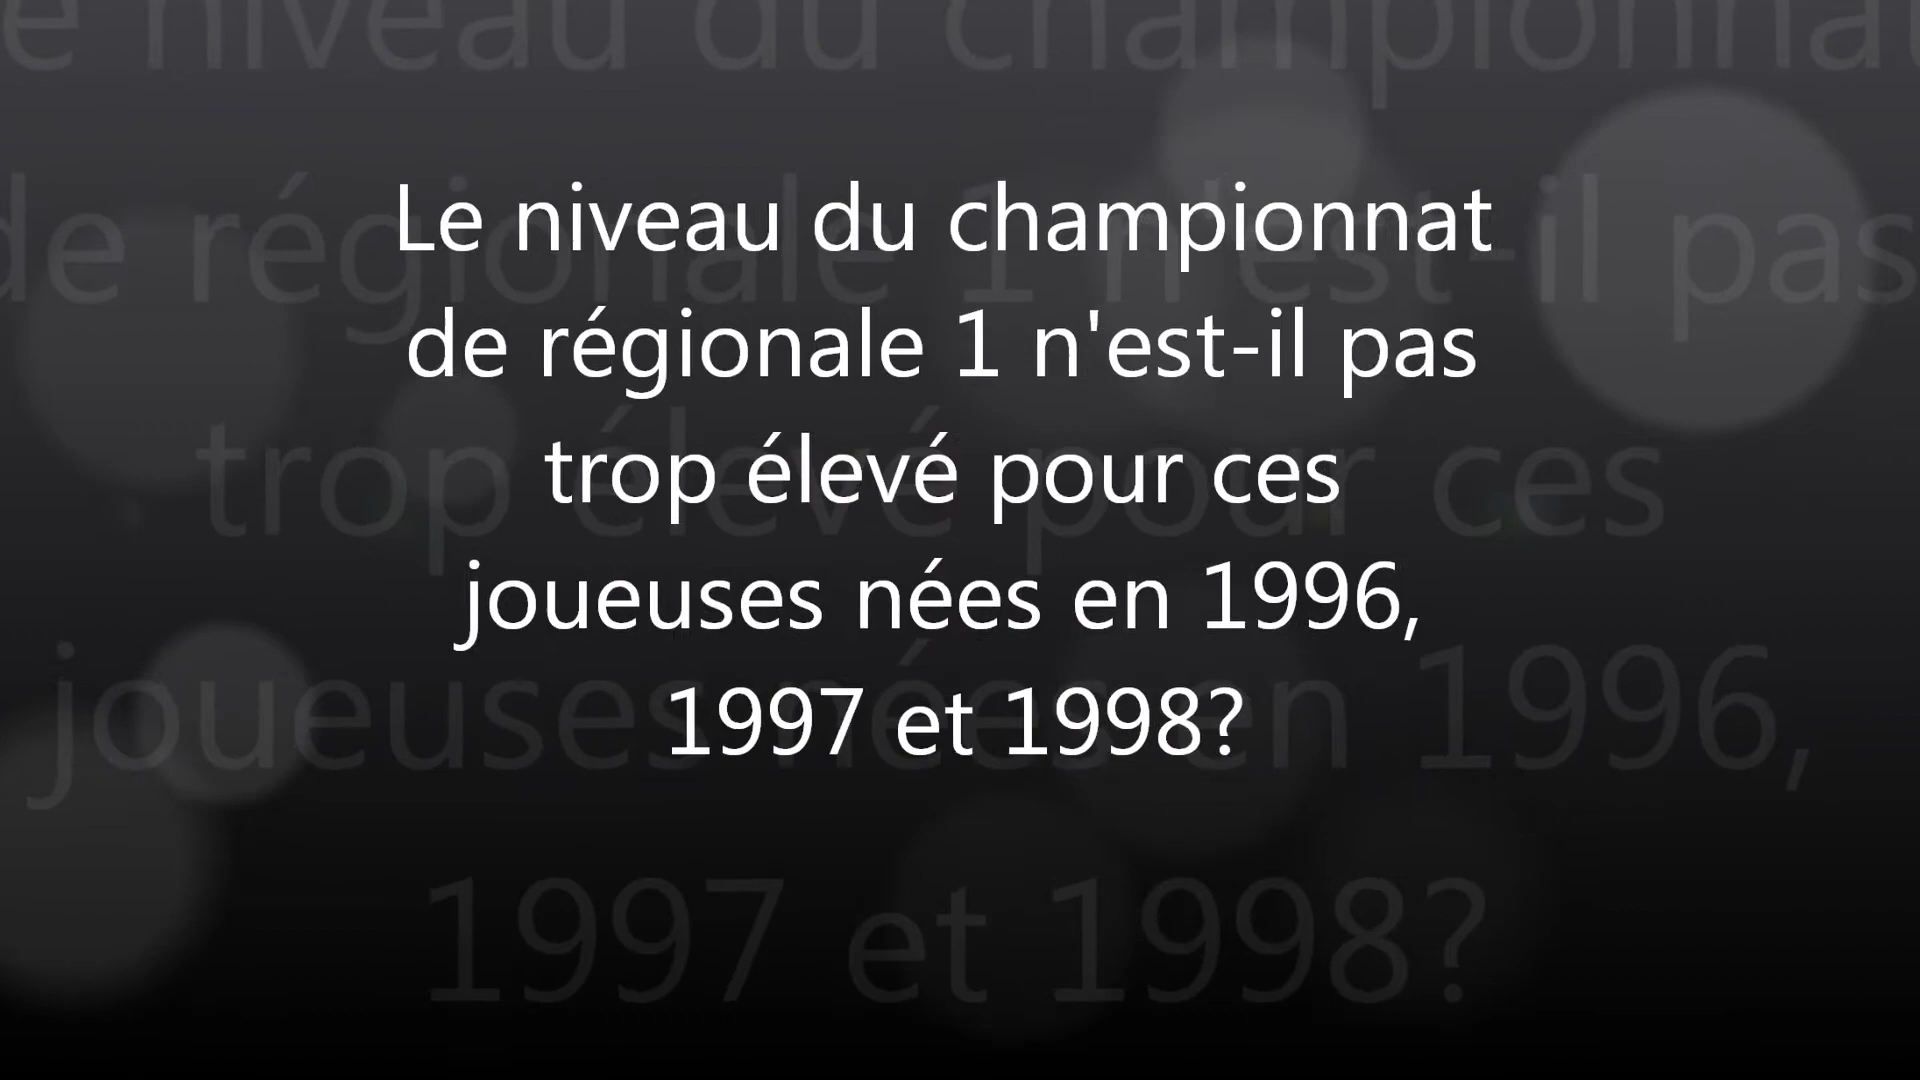 Le niveau du championnat
de régionale 1 n'est-il pas
trop élevé pour ces
joueuses nées en 1996,
1997 et 1998?